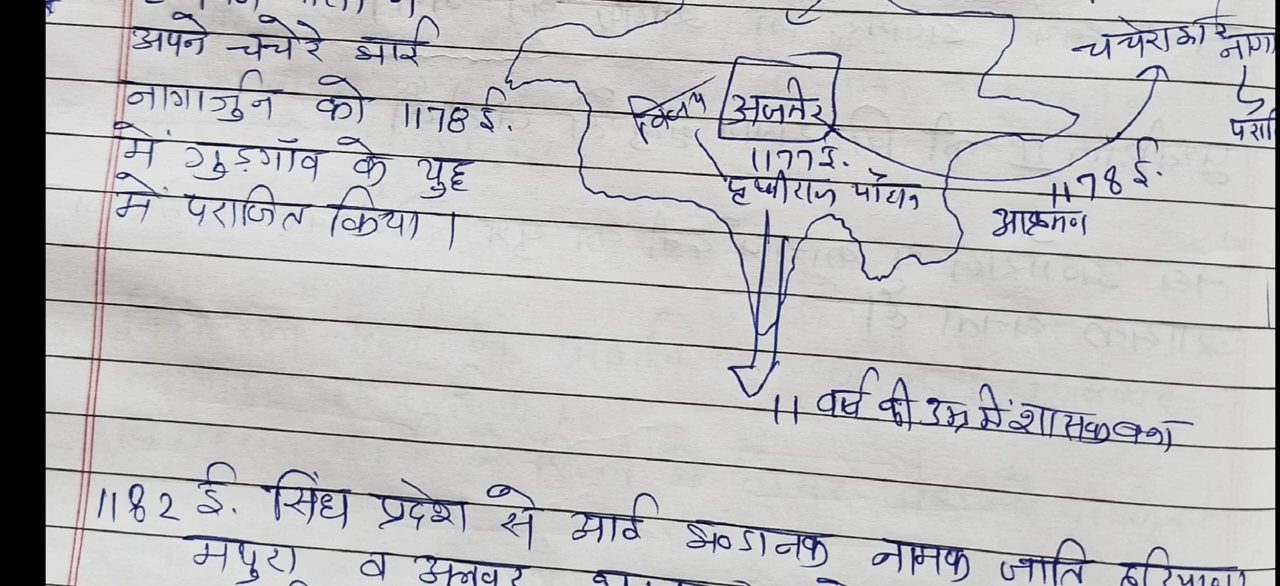 अपने चचेरे भाई
नागार्जुन को 1178 ई.
में गुड़गाँव के युद्ध
में पराजित किया।
चचेरा भाई नागा
परा
अजमेर
1177 ई.
पृथ्वीराज चौहान
1178 ई.
आक्रमण
11 वर्ष की उम्र में शासक बना
1182 ई. सिंध प्रदेश से आई भण्डानक नामक जाति हरियाणा
मथुरा व अलवर